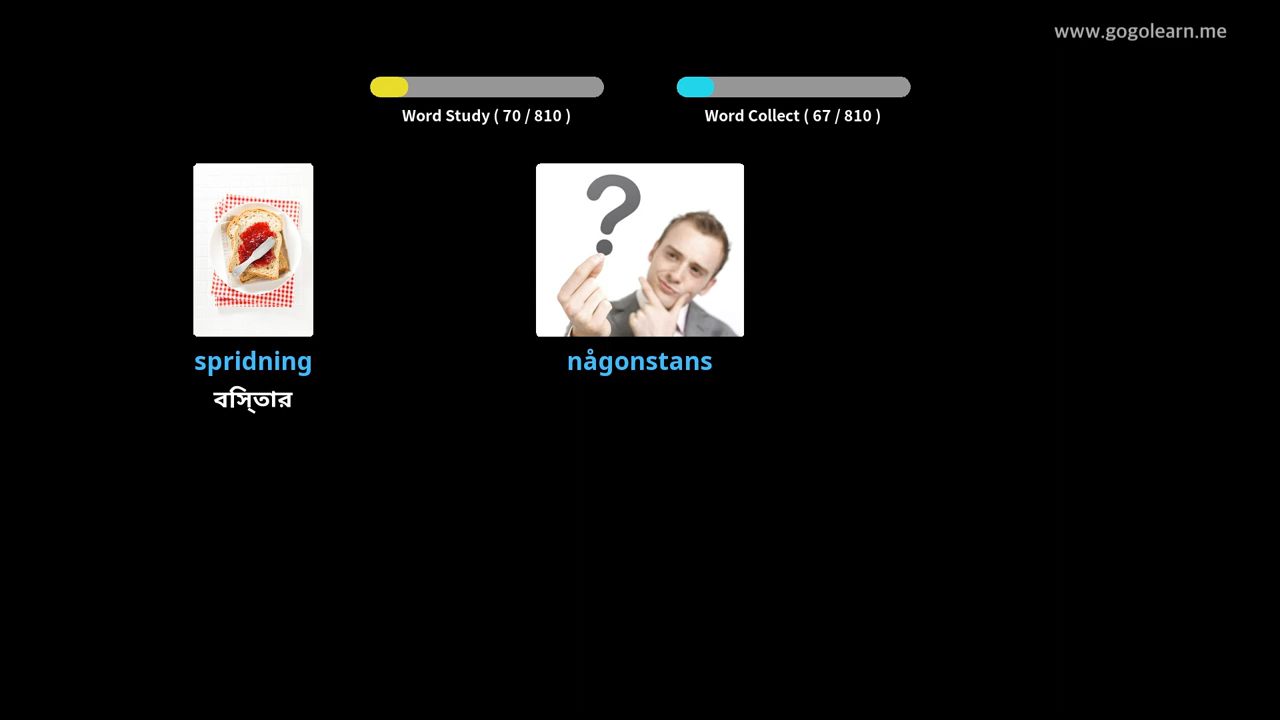 www.gogolearn.me
Word Study ( 70 / 810 )
Word Collect ( 67 / 810 )
spridning
någonstans
বিস্তার